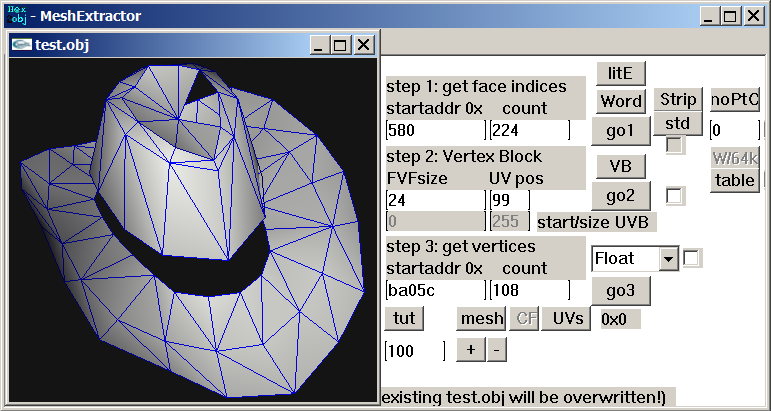 Hex
obj - MeshExtractor
test.obj
litE
step 1: get face indices
Word Strip noPtC
startaddr 0x count
580 224 go1 std 0
step 2: Vertex Block
VB W/64k
FVFsize UV pos
table
24 99 go2
0 255 start/size UVB
step 3: get vertices
Float
startaddr 0x count
ba05c 108 go3
tut mesh CF UVs 0x0
100 + -
existing test.obj will be overwritten!)